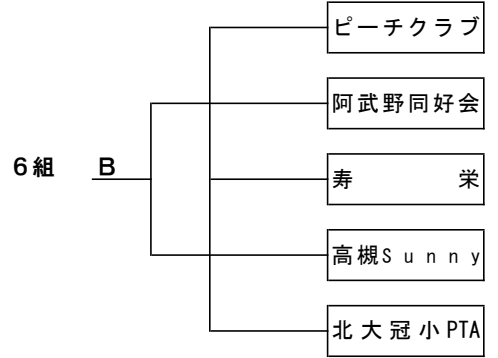 ピーチクラブ
阿武野同好会
6組 B
寿 栄
高槻Sunny
北大冠小PTA